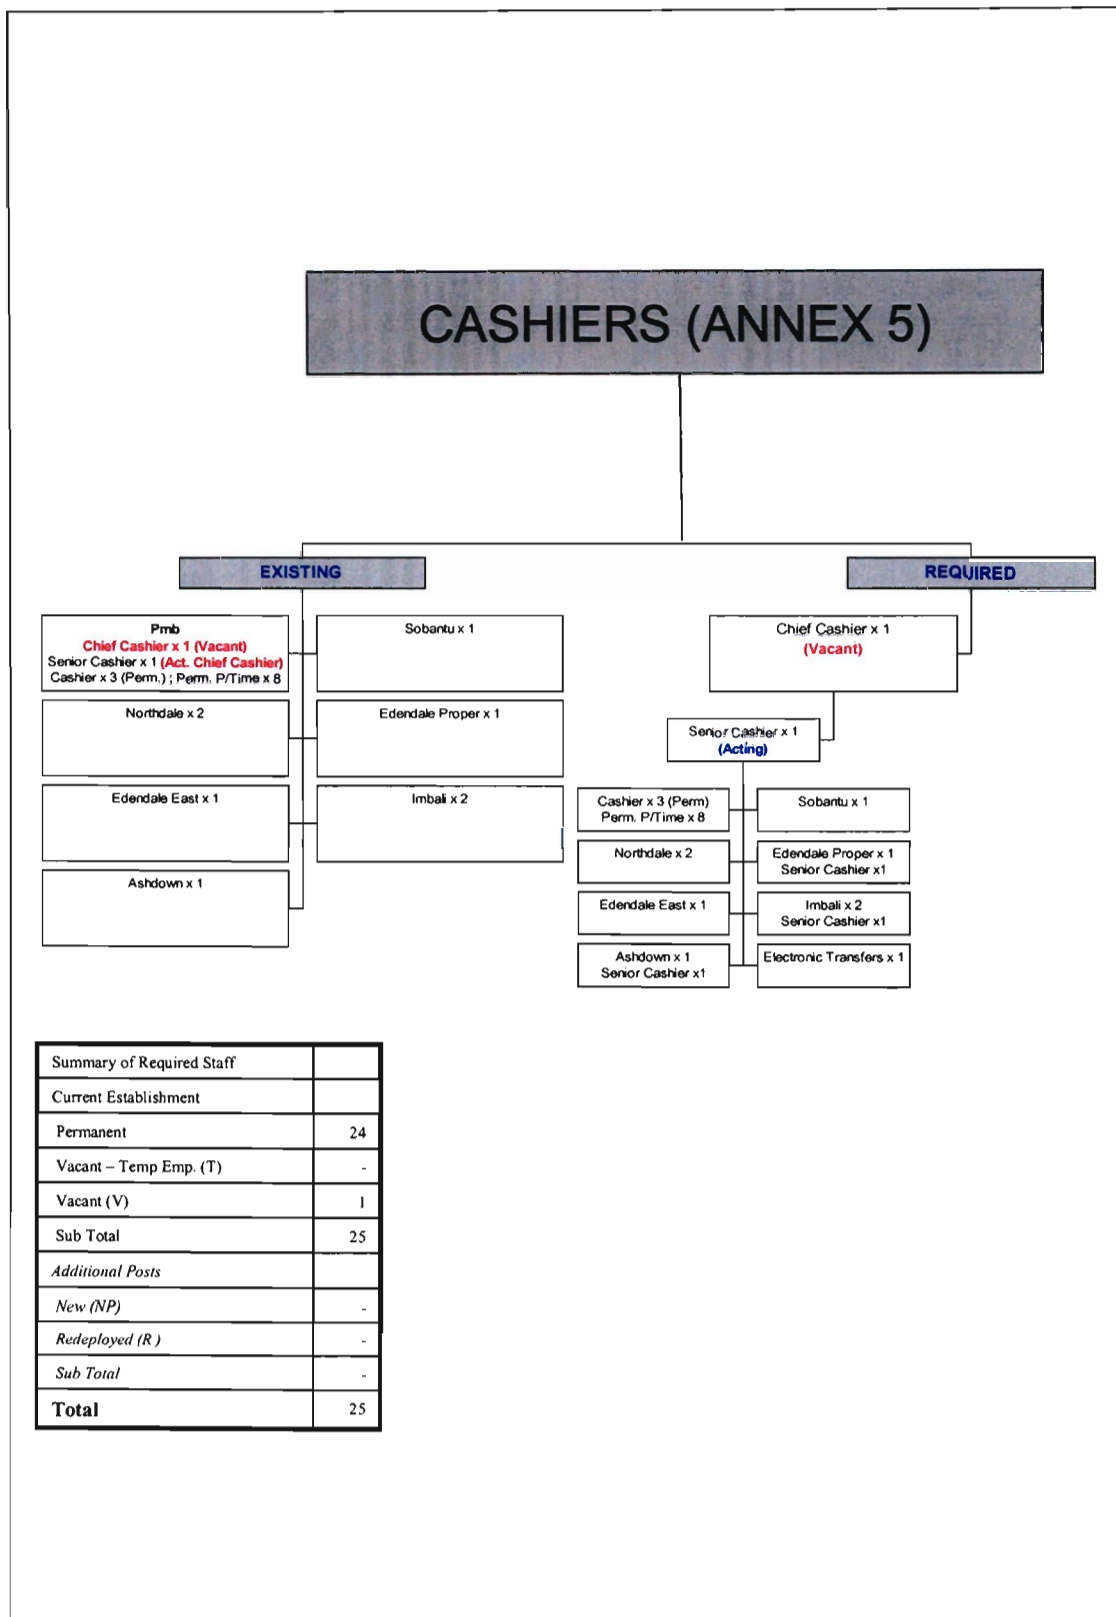 CASHIERS (ANNEX 5)
EXISTING
Pmb
Chief Cashier x 1 (Vacant)
Senior Cashier x 1 (Act. Chief Cashier)
Cashier x 3 (Perm.) ; Perm. P/Time x 8
Sobantu x 1
Northdale x 2
Edendale Proper x 1
Edendale East x 1
Imbali x 2
Ashdown x 1
REQUIRED
Chief Cashier x 1
(Vacant)
Senior Cashier x 1
(Acting)
Cashier x 3 (Perm)
Perm. P/Time x 8
Sobantu x 1
Northdale x 2
Edendale Proper x 1
Senior Cashier x1
Edendale East x 1
Imbali x 2
Senior Cashier x1
Ashdown x 1
Senior Cashier x1
Electronic Transfers x 1
Summary of Required Staff
Current Establishment
Permanent 24
Vacant – Temp Emp. (T) -
Vacant (V) 1
Sub Total 25
Additional Posts
New (NP) -
Redeployed (R ) -
Sub Total -
Total 25